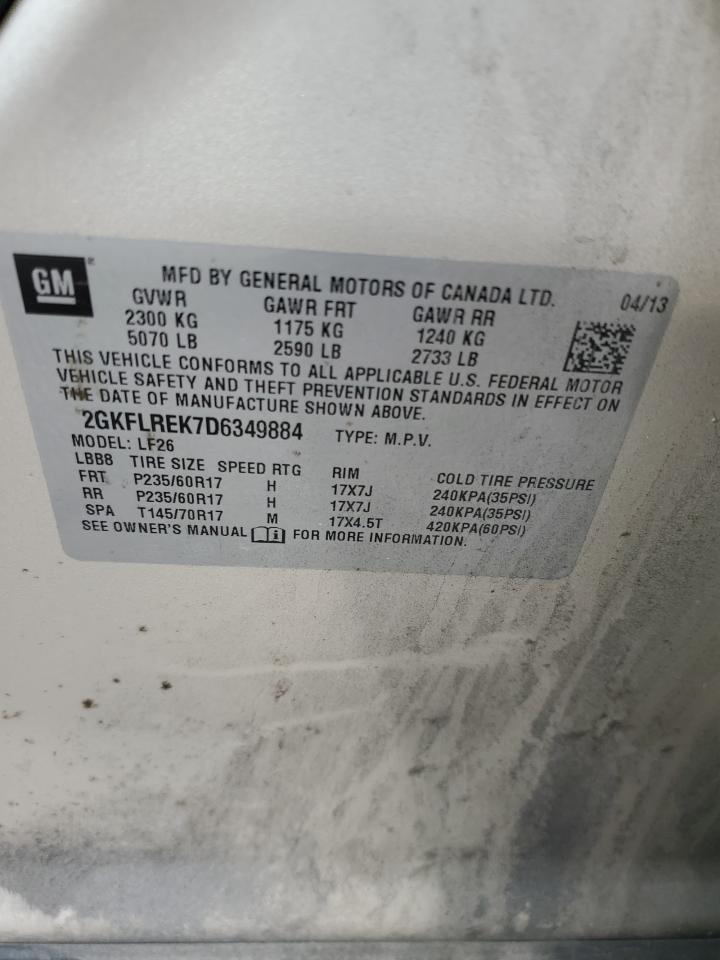 GM®
MFD BY GENERAL MOTORS OF CANADA LTD. 04/13
GVWR GAWR FRT GAWR RR
2300 KG 1175 KG 1240 KG
5070 LB 2590 LB 2733 LB
THIS VEHICLE CONFORMS TO ALL APPLICABLE U.S. FEDERAL MOTOR
VEHICLE SAFETY AND THEFT PREVENTION STANDARDS IN EFFECT ON
THE DATE OF MANUFACTURE SHOWN ABOVE.
2GKFLREK7D6349884 TYPE: M.P.V.
MODEL: LF26
LBB8 TIRE SIZE SPEED RTG RIM COLD TIRE PRESSURE
FRT P235/60R17 H 17X7J 240KPA(35PSI)
RR P235/60R17 H 17X7J 240KPA(35PSI)
SPA T145/70R17 M 17X4.5T 420KPA(60PSI)
SEE OWNER'S MANUAL i FOR MORE INFORMATION.